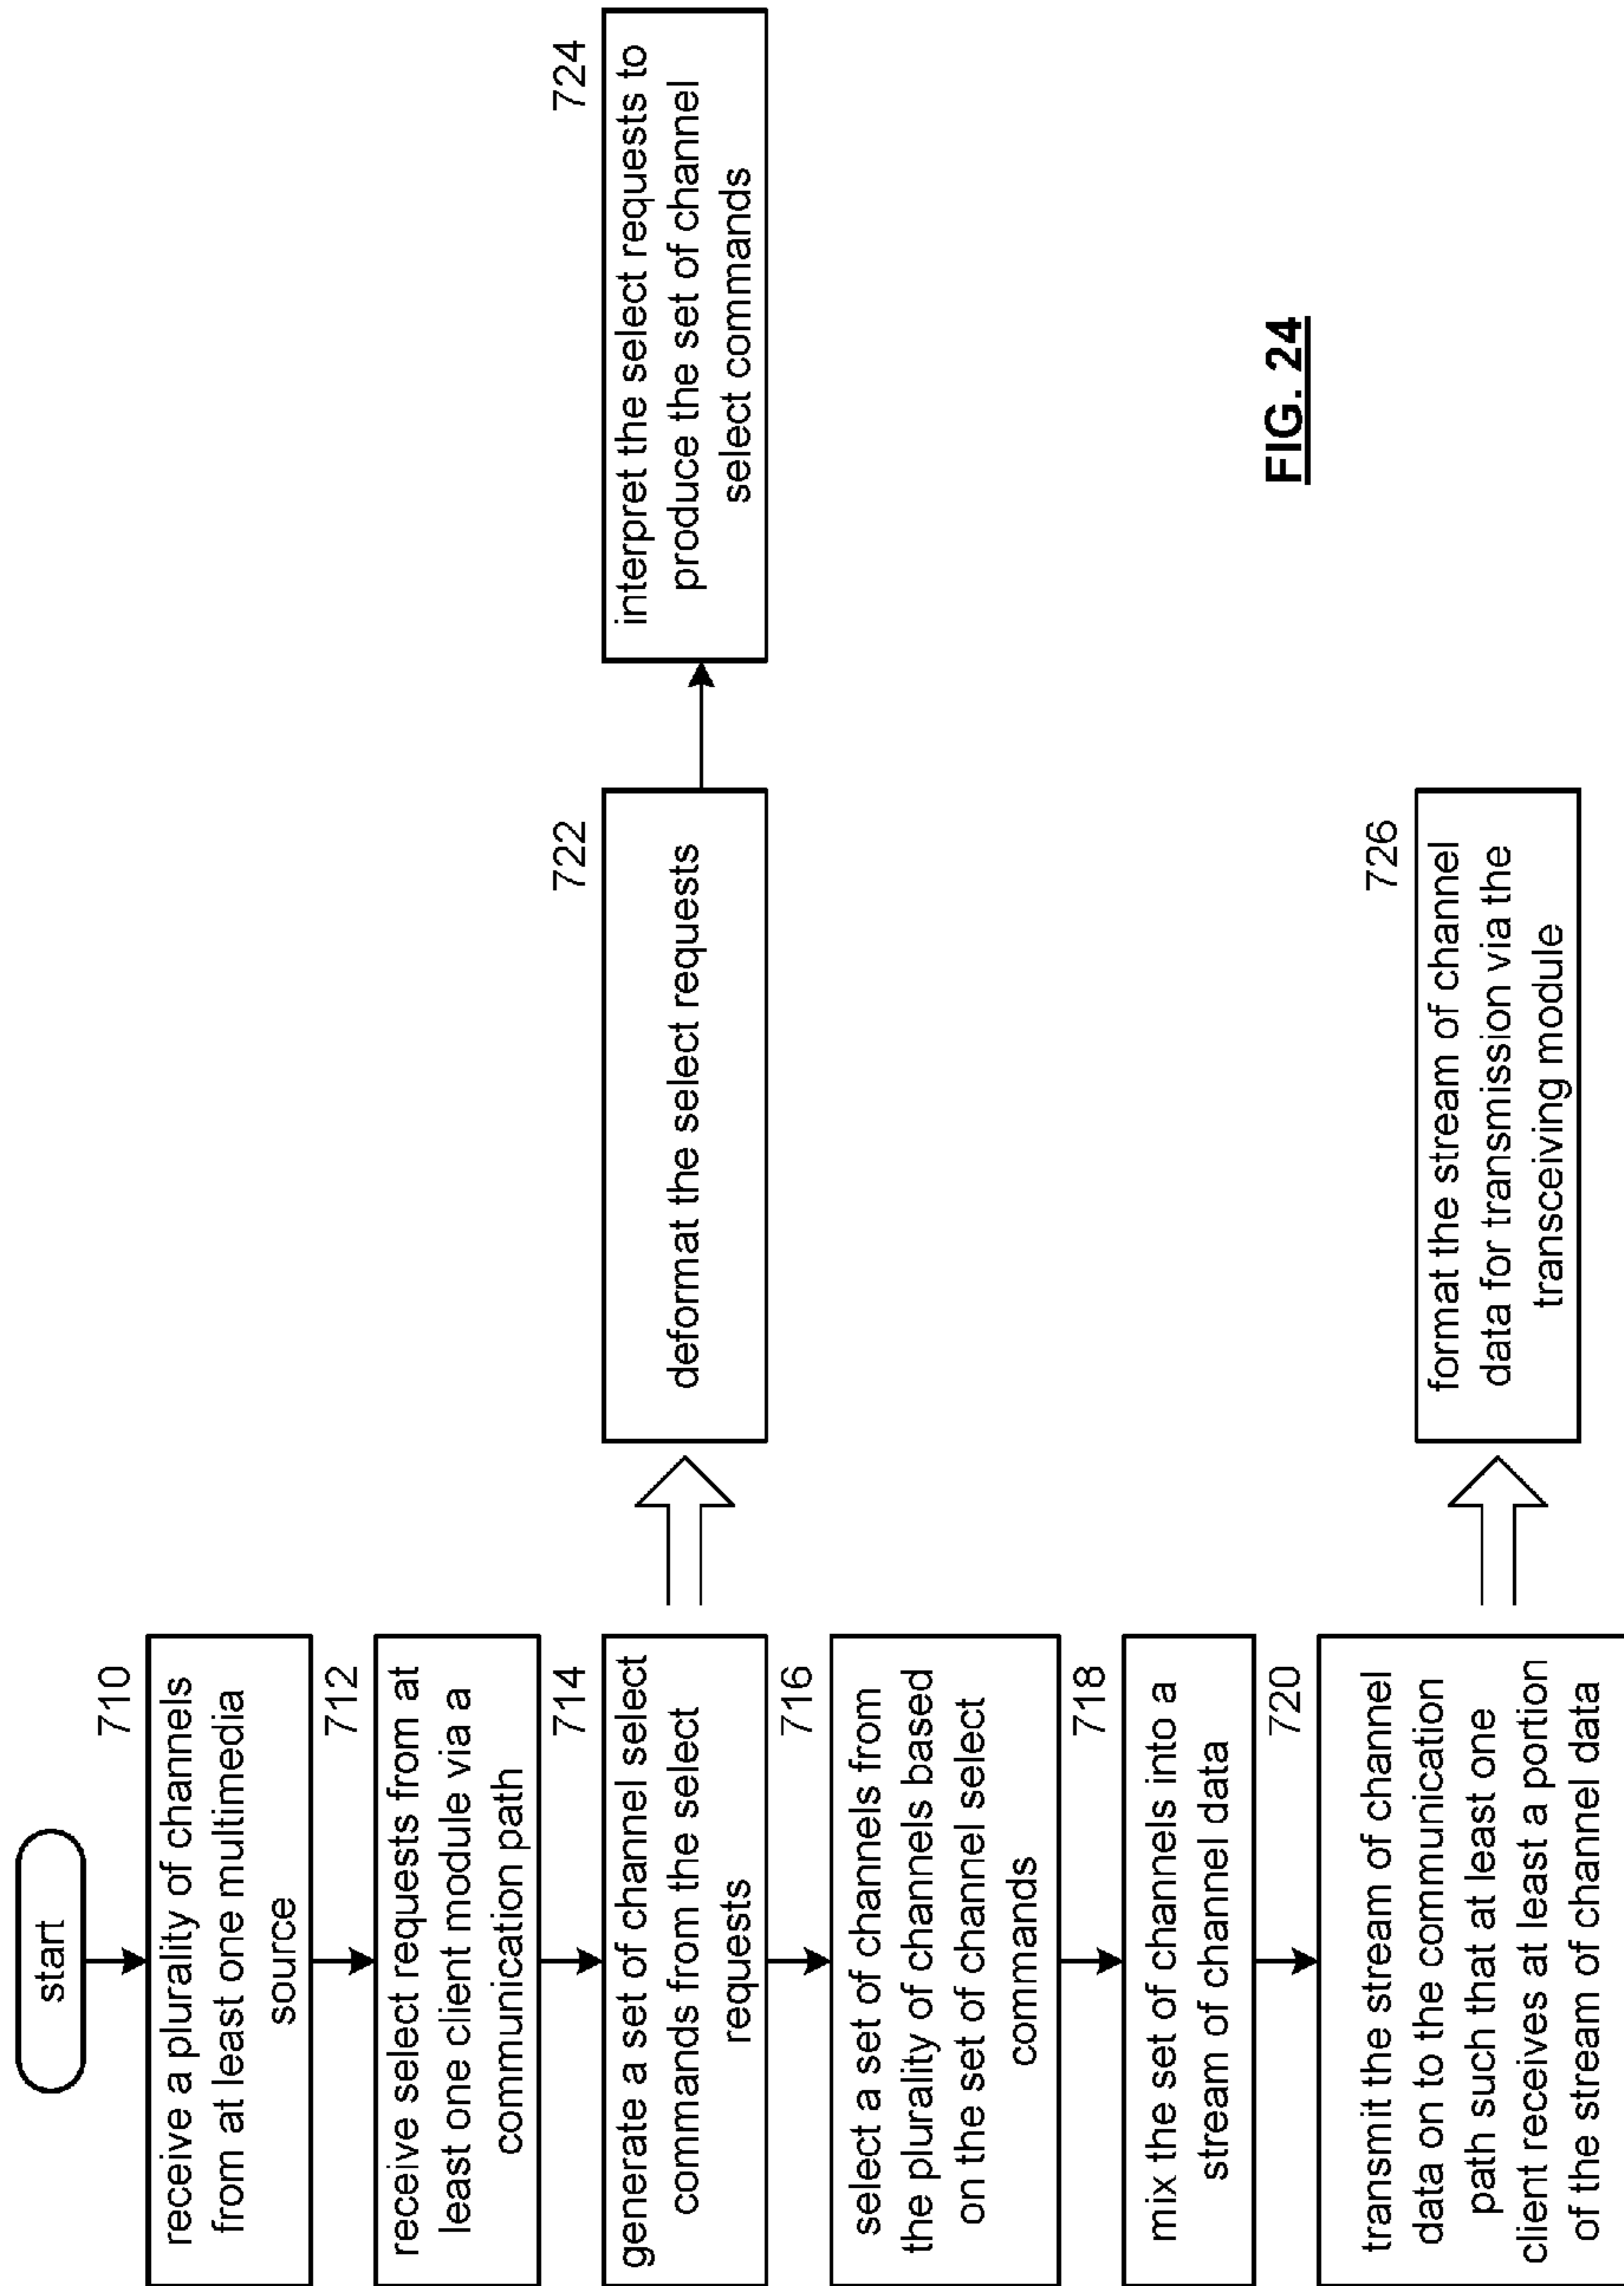 start
710
receive a plurality of channels
from at least one multimedia
source
712
receive select requests from at
least one client module via a
communication path
714
generate a set of channel select
commands from the select
requests
716
select a set of channels from
the plurality of channels based
on the set of channel select
commands
718
mix the set of channels into a
stream of channel data
720
transmit the stream of channel
data on to the communication
path such that at least one
client receives at least a portion
of the stream of channel data
722
deformat the select requests
724
interpret the select requests to
produce the set of channel
select commands
726
format the stream of channel
data for transmission via the
transceiving module
FIG. 24